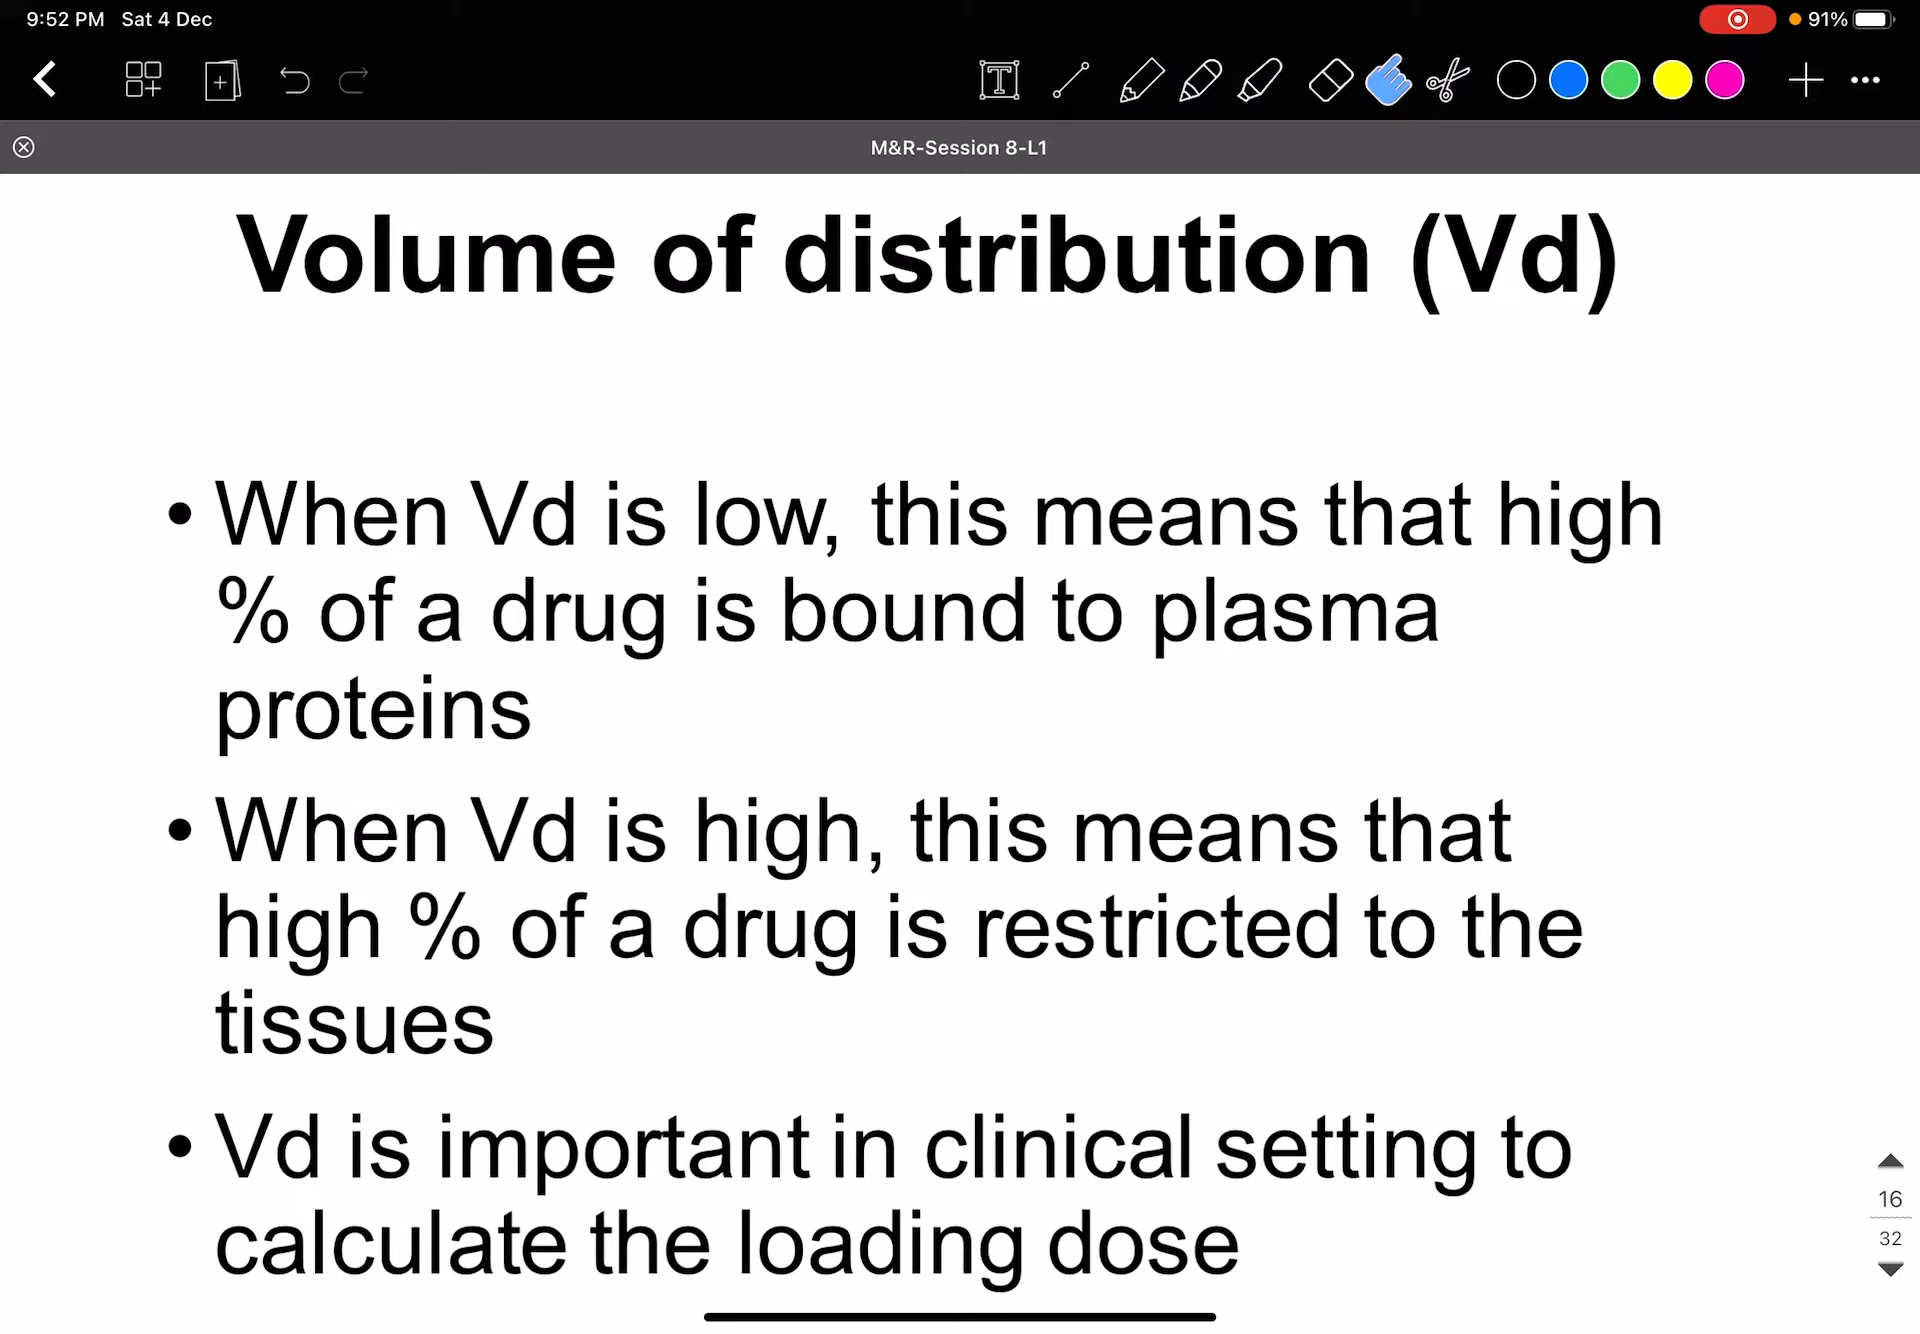 9:52 PM Sat 4 Dec
91%
T
M&R-Session 8-L1
Volume of distribution (Vd)
• When Vd is low, this means that high
% of a drug is bound to plasma
proteins
• When Vd is high, this means that
high % of a drug is restricted to the
tissues
• Vd is important in clinical setting to
calculate the loading dose
16
32